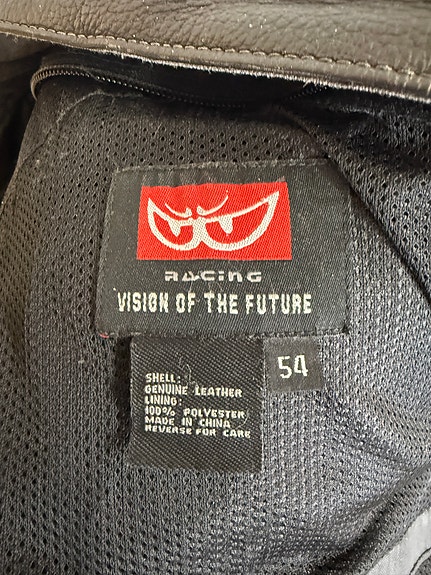 RACING
VISION OF THE FUTURE
54
SHELL:
GENUINE LEATHER
LINING:
100% POLYESTER
MADE IN CHINA
REVERSE FOR CARE